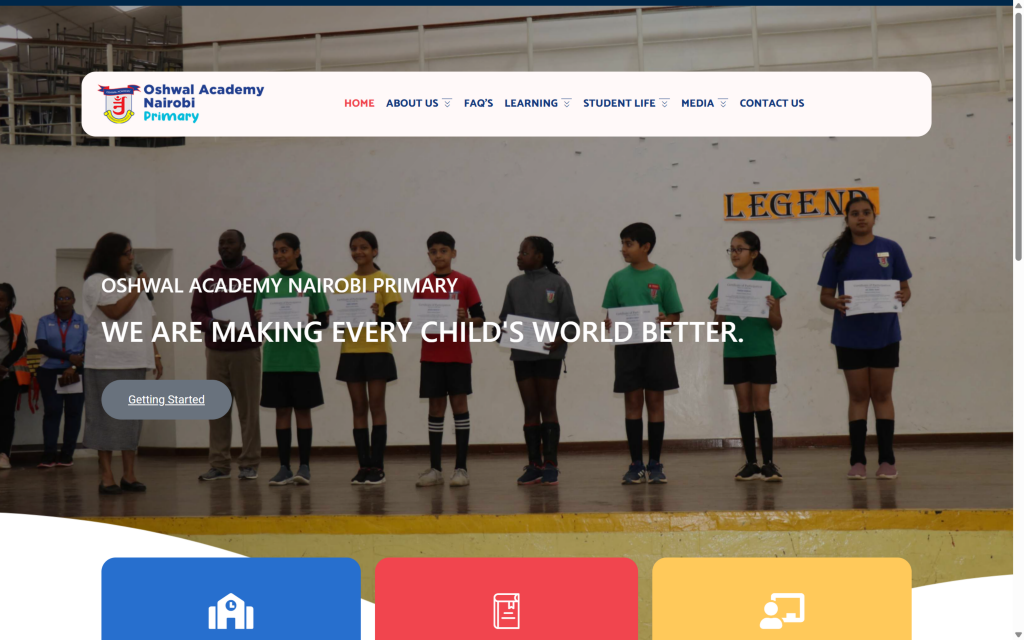 Oshwal Academy
Nairobi
Primary
HOME
ABOUT US
FAQ'S
LEARNING
STUDENT LIFE
MEDIA
CONTACT US
LEGEND
OSHWAL ACADEMY NAIROBI PRIMARY
WE ARE MAKING EVERY CHILD'S WORLD BETTER.
Getting Started